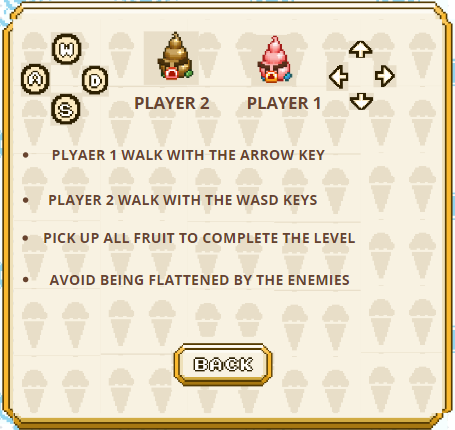 W
A
D
S
PLAYER 2
PLAYER 1
PLYAER 1 WALK WITH THE ARROW KEY
PLAYER 2 WALK WITH THE WASD KEYS
PICK UP ALL FRUIT TO COMPLETE THE LEVEL
AVOID BEING FLATTENED BY THE ENEMIES
BACK